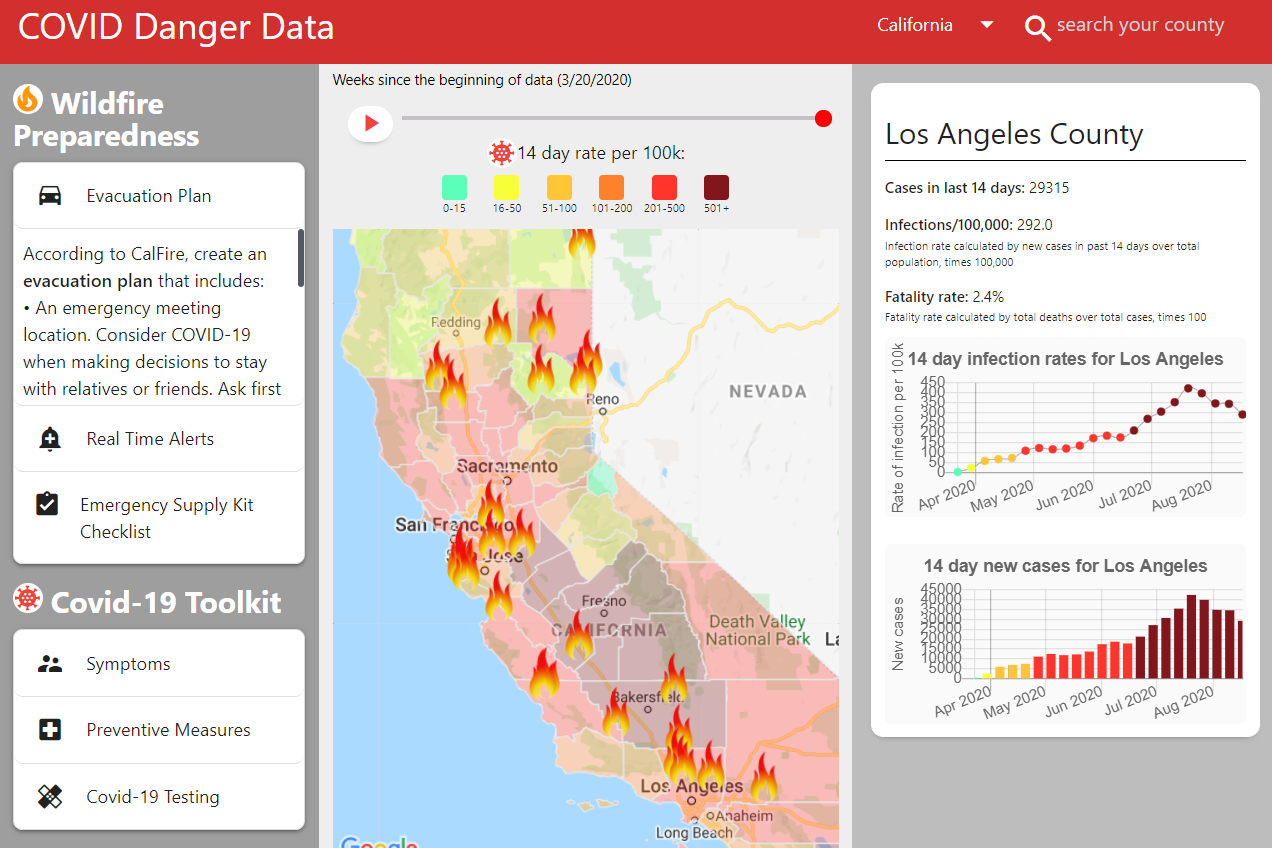 COVID Danger Data
California
search your county
Wildfire
Preparedness
Evacuation Plan
According to CalFire, create an
evacuation plan that includes:
• An emergency meeting
location. Consider COVID-19
when making decisions to stay
with relatives or friends. Ask first
Real Time Alerts
Emergency Supply Kit
Checklist
Covid-19 Toolkit
Symptoms
Preventive Measures
Covid-19 Testing
Weeks since the beginning of data (3/20/2020)
14 day rate per 100k:
0-15 16-50 51-100 101-200 201-500 501+
Redding
NEVADA
Reno
Sacramento
San Francisco
San Jose
Fresno
CALIFORNIA
Death Valley
National Park
La
Bakersfield
Los Angeles
Anaheim
Long Beach
Google
Los Angeles County
Cases in last 14 days: 29315
Infections/100,000: 292.0
Infection rate calculated by new cases in past 14 days over total
population, times 100,000
Fatality rate: 2.4%
Fatality rate calculated by total deaths over total cases, times 100
14 day infection rates for Los Angeles
Rate of infection per 100k
450
400
350
300
250
200
150
100
50
0
Apr 2020 May 2020 Jun 2020 Jul 2020 Aug 2020
14 day new cases for Los Angeles
New cases
45000
40000
35000
30000
25000
20000
15000
10000
5000
0
Apr 2020 May 2020 Jun 2020 Jul 2020 Aug 2020